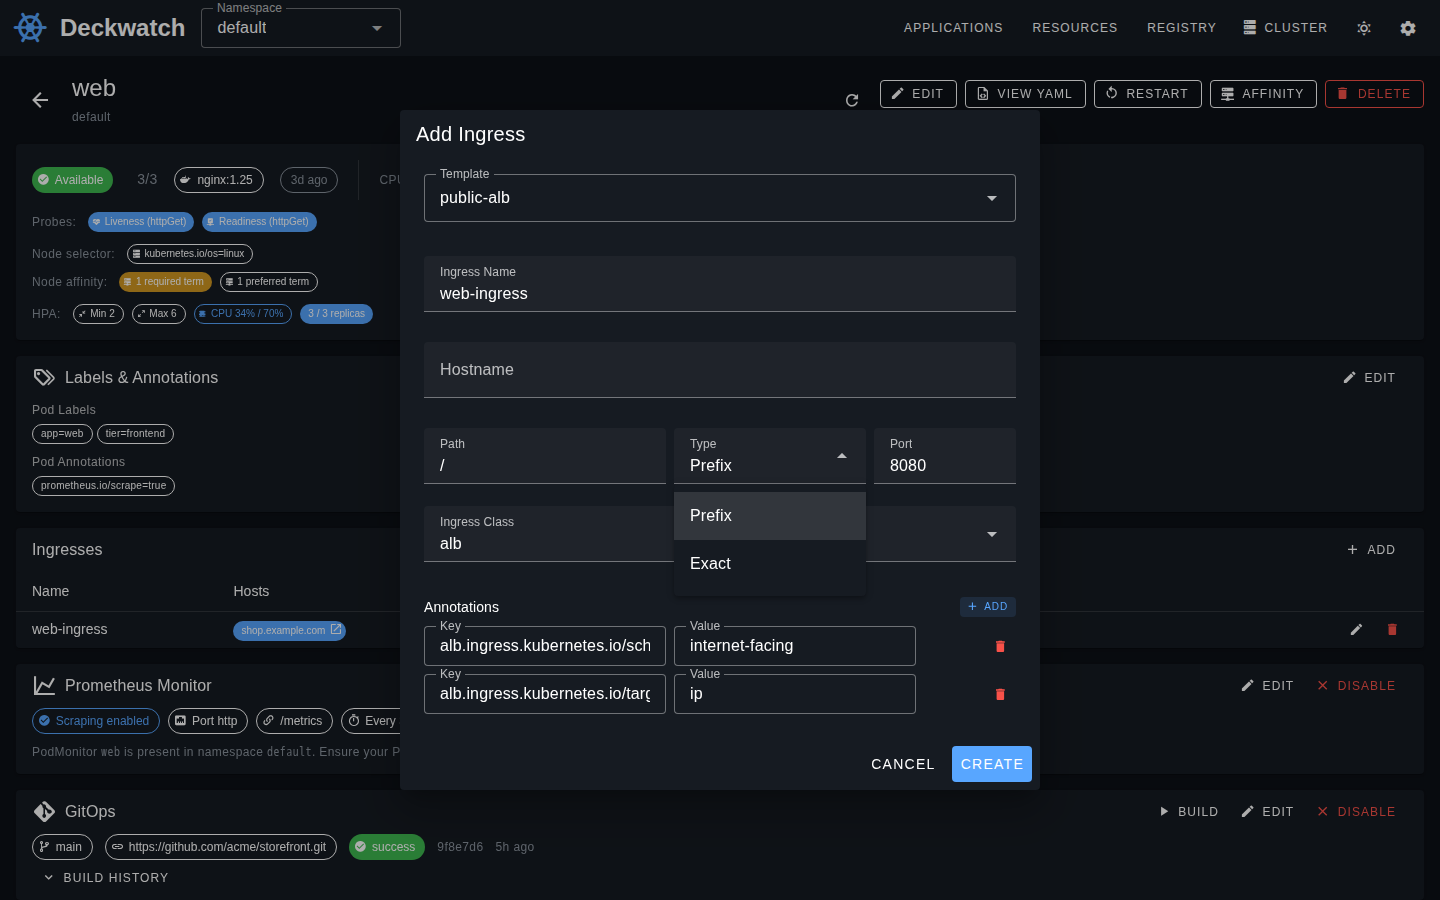 Deckwatch
Namespace
default
APPLICATIONS
RESOURCES
REGISTRY
CLUSTER
web
default
EDIT
VIEW YAML
RESTART
AFFINITY
DELETE
Available
3/3
nginx:1.25
3d ago
Probes:
Liveness (httpGet)
Readiness (httpGet)
Node selector:
kubernetes.io/os=linux
Node affinity:
1 required term
1 preferred term
HPA:
Min 2
Max 6
CPU 34% / 70%
3 / 3 replicas
Labels & Annotations
EDIT
Pod Labels
app=web
tier=frontend
Pod Annotations
prometheus.io/scrape=true
Ingresses
ADD
Name
Hosts
web-ingress
shop.example.com
Prometheus Monitor
EDIT
DISABLE
Scraping enabled
Port http
/metrics
Every
PodMonitor web is present in namespace default. Ensure your
GitOps
BUILD
EDIT
DISABLE
main
https://github.com/acme/storefront.git
success
9f8e7d6
5h ago
BUILD HISTORY
Add Ingress
Template
public-alb
Ingress Name
web-ingress
Hostname
Path
/
Type
Prefix
Port
8080
Prefix
Exact
Ingress Class
alb
Annotations
ADD
Key
alb.ingress.kubernetes.io/sch
Value
internet-facing
Key
alb.ingress.kubernetes.io/targ
Value
ip
CANCEL
CREATE